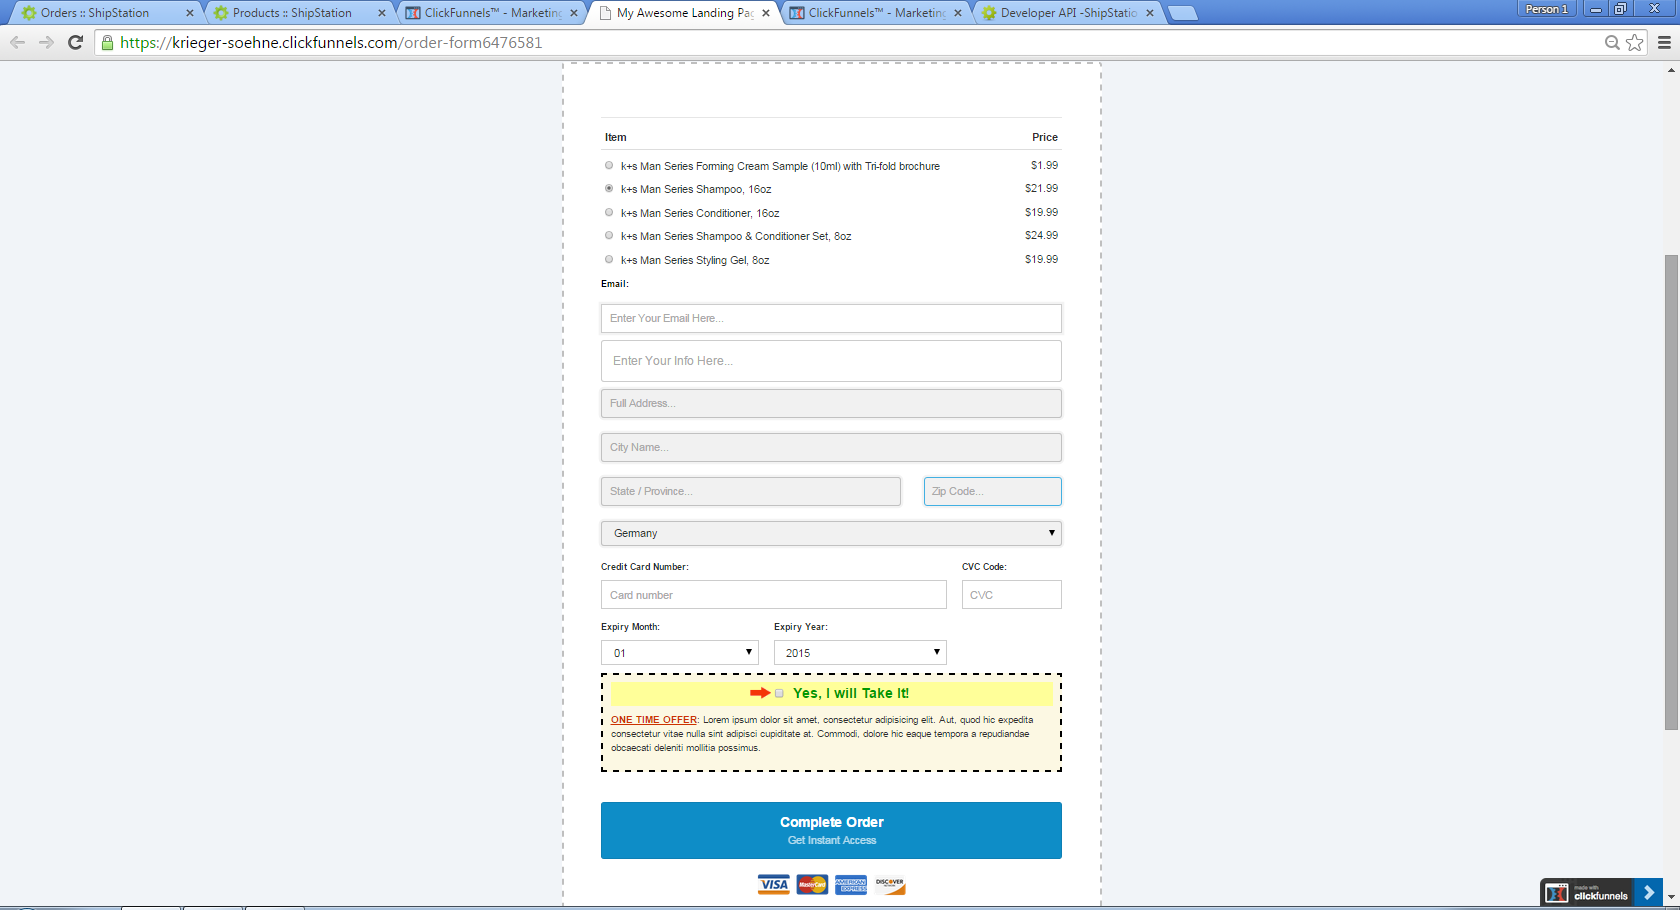 Orders :: ShipStation
Products :: ShipStation
ClickFunnels™ - Marketing
My Awesome Landing Pag
ClickFunnels™ - Marketing
Developer API -ShipStatio
Person 1
https://krieger-soehne.clickfunnels.com/order-form6476581
Item Price
k+s Man Series Forming Cream Sample (10ml) with Tri-fold brochure $1.99
k+s Man Series Shampoo, 16oz $21.99
k+s Man Series Conditioner, 16oz $19.99
k+s Man Series Shampoo & Conditioner Set, 8oz $24.99
k+s Man Series Styling Gel, 8oz $19.99
Email:
Enter Your Email Here...
Enter Your Info Here...
Full Address...
City Name...
State / Province... Zip Code...
Germany
Credit Card Number: CVC Code:
Card number CVC
Expiry Month: Expiry Year:
01 2015
Yes, I will Take It!
ONE TIME OFFER: Lorem ipsum dolor sit amet, consectetur adipisicing elit. Aut, quod hic expedita
consectetur vitae nulla sint adipisci cupiditate at. Commodi, dolore hic eaque tempora a repudiandae
obcaecati deleniti mollitia possimus.
Complete Order
Get Instant Access
VISA MasterCard AMERICAN EXPRESS DISCOVER
made with
clickfunnels